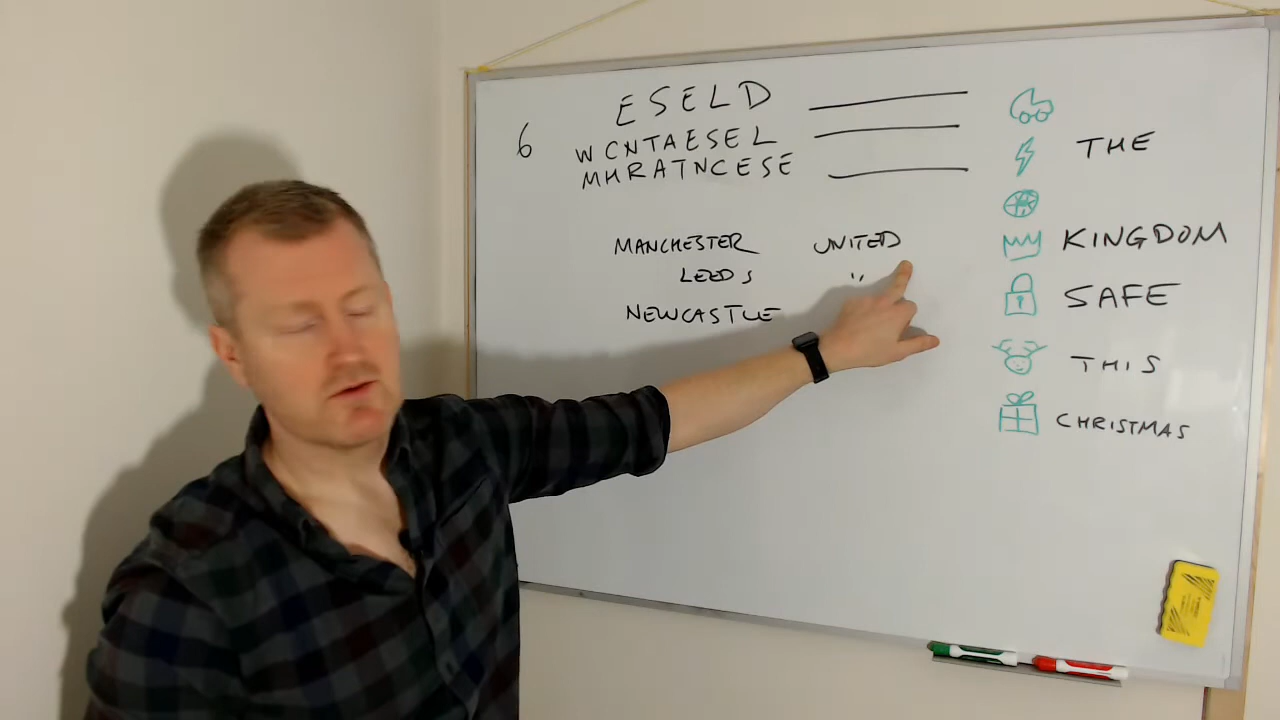 6
ESELD
WCNTAESEL
MHRATNCESE
MANCHESTER UNITED
LEEDS "
NEWCASTLE
THE
KINGDOM
SAFE
THIS
CHRISTMAS